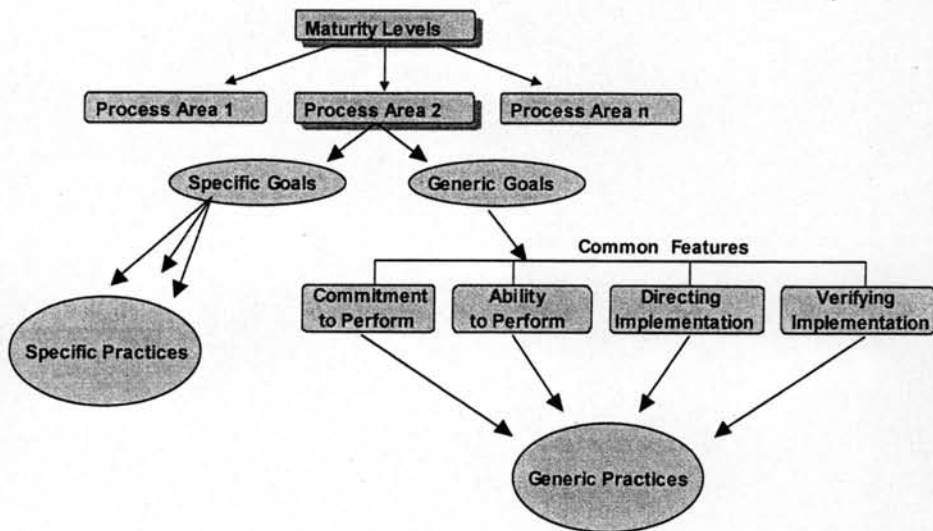 Maturity Levels
Process Area 1
Process Area 2
Process Area n
Specific Goals
Generic Goals
Common Features
Commitment
to Perform
Ability
to Perform
Directing
Implementation
Verifying
Implementation
Specific Practices
Generic Practices